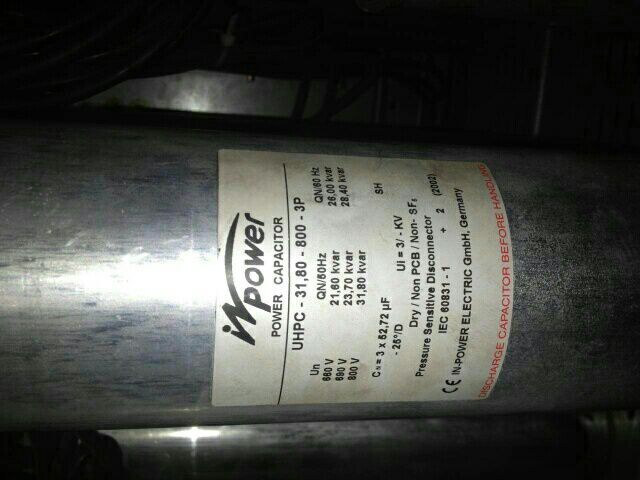 inpower
POWER CAPACITOR
UHPC - 31,80 - 800 - 3P
Un QN/60Hz QN/60 Hz
660 V 21,60 kvar 26,00 kvar
690 V 23,70 kvar 28,40 kvar
800 V 31,80 kvar
CN = 3 x 52,72 µF SH
- 25°/D Ui = 3/ - KV
Dry / Non PCB / Non- SF6
Pressure Sensitive Disconnector
IEC 60831 - 1 + 2 (2002)
CE IN-POWER ELECTRIC GmbH, Germany
DISCHARGE CAPACITOR BEFORE HANDLING